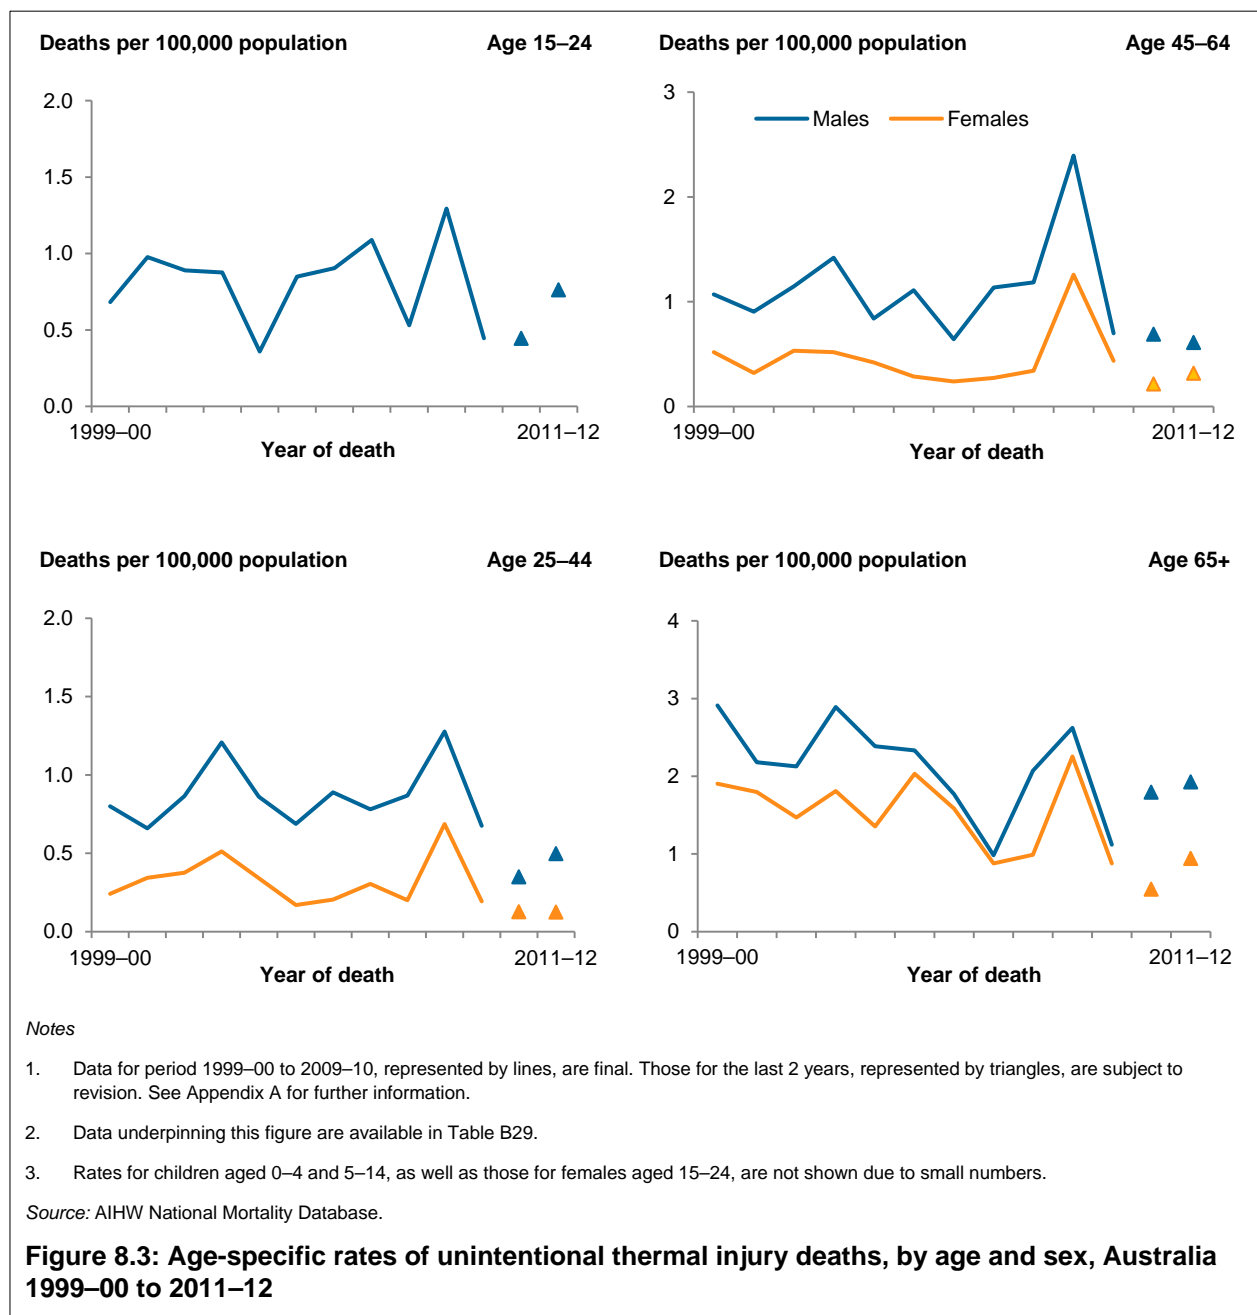 Deaths per 100,000 population Age 15–24
2.0
1.5
1.0
0.5
0.0
1999–00 2011–12
Year of death
Deaths per 100,000 population Age 45–64
3
Males Females
2
1
0
1999–00 2011–12
Year of death
Deaths per 100,000 population Age 25–44
2.0
1.5
1.0
0.5
0.0
1999–00 2011–12
Year of death
Deaths per 100,000 population Age 65+
4
3
2
1
0
1999–00 2011–12
Year of death
Notes
1. Data for period 1999–00 to 2009–10, represented by lines, are final. Those for the last 2 years, represented by triangles, are subject to
revision. See Appendix A for further information.
2. Data underpinning this figure are available in Table B29.
3. Rates for children aged 0–4 and 5–14, as well as those for females aged 15–24, are not shown due to small numbers.
Source: AIHW National Mortality Database.
Figure 8.3: Age-specific rates of unintentional thermal injury deaths, by age and sex, Australia
1999–00 to 2011–12